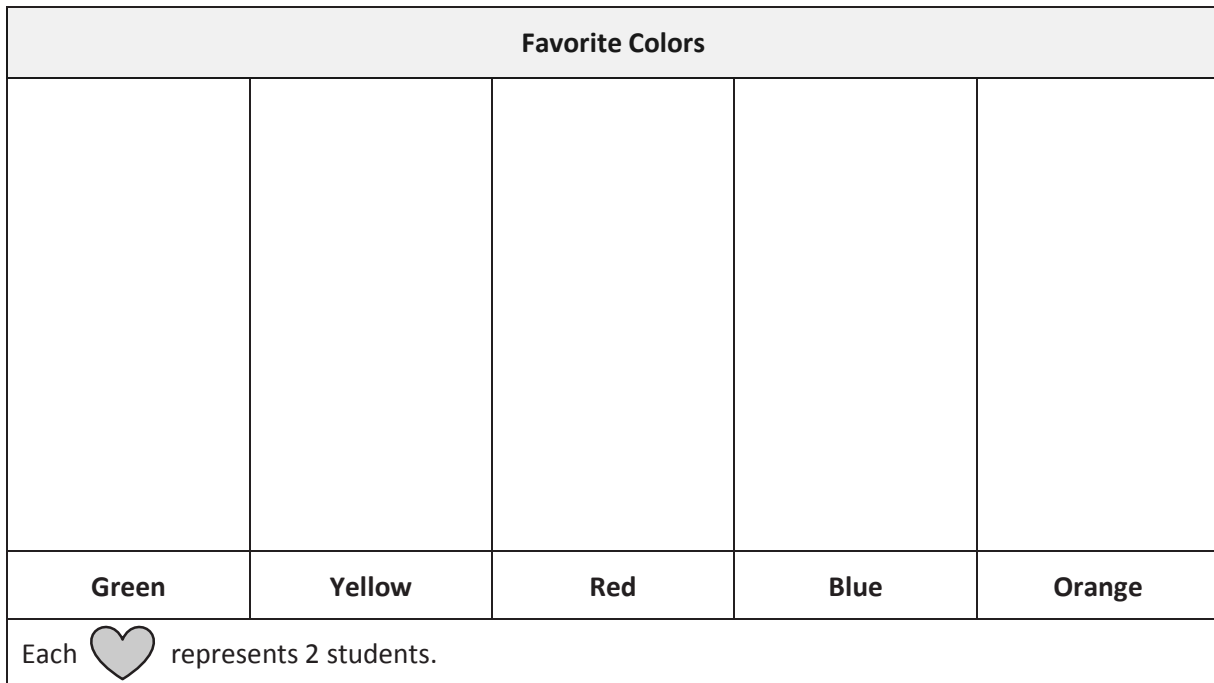 Favorite Colors
Green Yellow Red Blue Orange
Each represents 2 students.